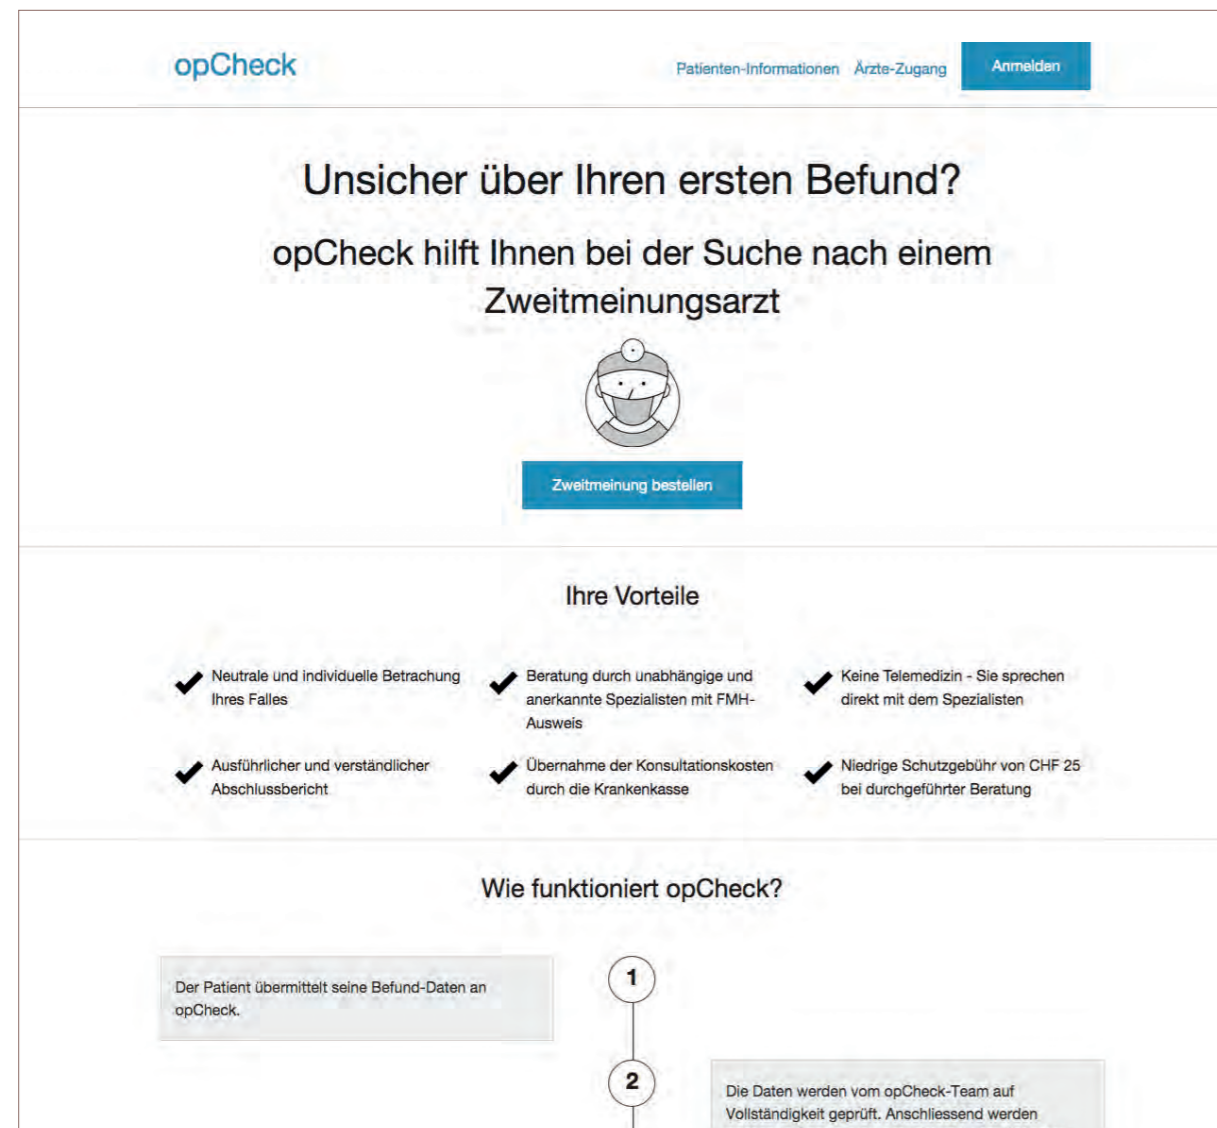 opCheck
Patienten-Informationen Ärzte-Zugang Anmelden
Unsicher über Ihren ersten Befund?
opCheck hilft Ihnen bei der Suche nach einem
Zweitmeinungsarzt
Zweitmeinung bestellen
Ihre Vorteile
Neutrale und individuelle Betrachung
Ihres Falles
Beratung durch unabhängige und
anerkannte Spezialisten mit FMH-
Ausweis
Keine Telemedizin - Sie sprechen
direkt mit dem Spezialisten
Ausführlicher und verständlicher
Abschlussbericht
Übernahme der Konsultationskosten
durch die Krankenkasse
Niedrige Schutzgebühr von CHF 25
bei durchgeführter Beratung
Wie funktioniert opCheck?
1
Der Patient übermittelt seine Befund-Daten an
opCheck.
2
Die Daten werden vom opCheck-Team auf
Vollständigkeit geprüft. Anschliessend werden